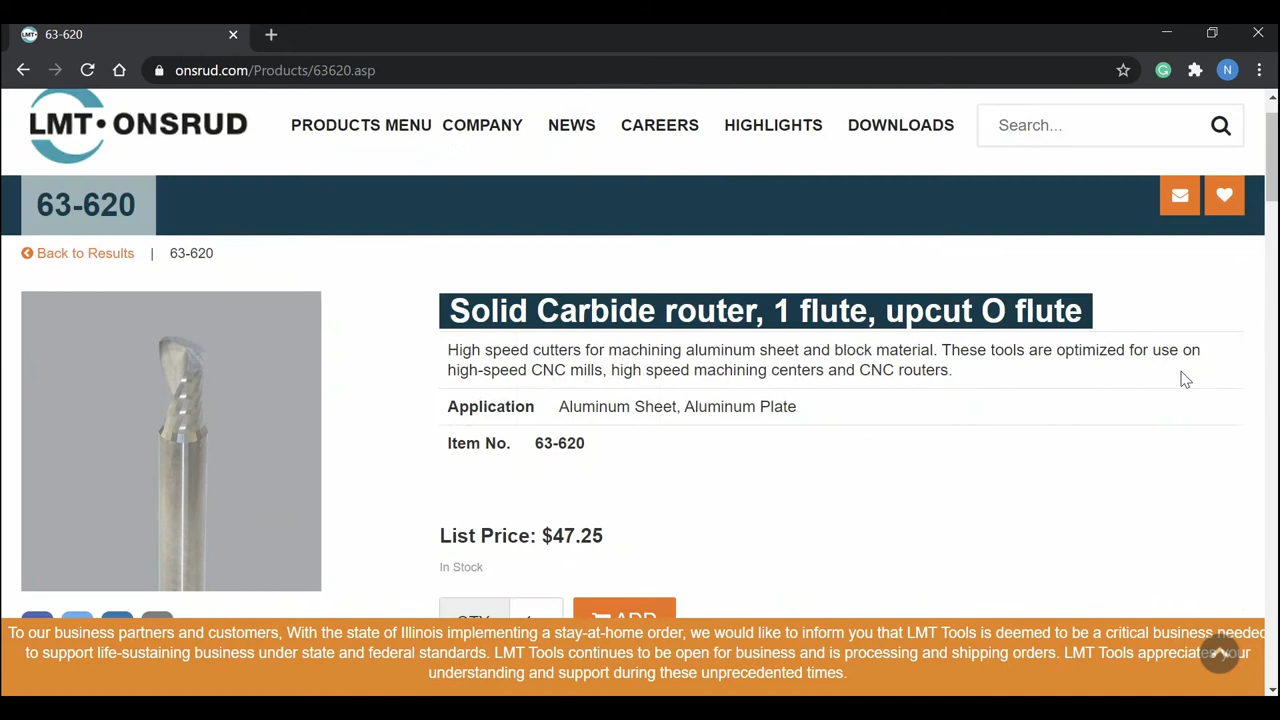 LMT 63-620
onsrud.com/Products/63620.asp
N
LMT • ONSRUD
PRODUCTS MENU COMPANY NEWS CAREERS HIGHLIGHTS DOWNLOADS Search...
63-620
Back to Results | 63-620
Solid Carbide router, 1 flute, upcut O flute
High speed cutters for machining aluminum sheet and block material. These tools are optimized for use on
high-speed CNC mills, high speed machining centers and CNC routers.
Application Aluminum Sheet, Aluminum Plate
Item No. 63-620
List Price: $47.25
In Stock
QTY 1 ADD
To our business partners and customers, With the state of Illinois implementing a stay-at-home order, we would like to inform you that LMT Tools is deemed to be a critical business needed
to support life-sustaining business under state and federal standards. LMT Tools continues to be open for business and is processing and shipping orders. LMT Tools appreciates your
understanding and support during these unprecedented times.